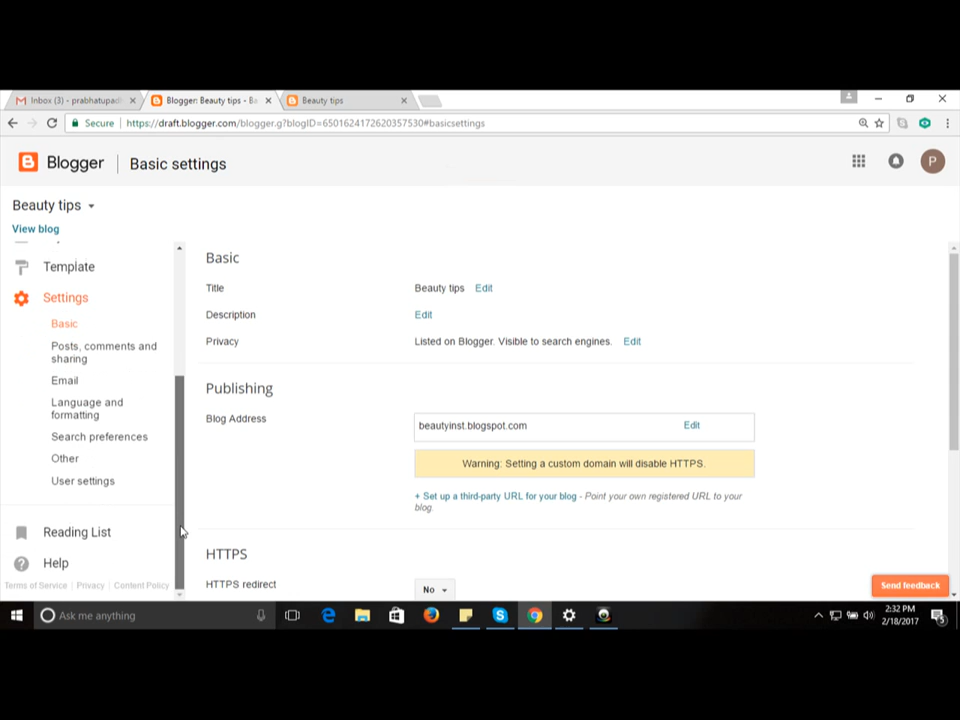 Inbox (3) - prabhatupadh
Blogger: Beauty tips - Ba
Beauty tips
Secure
https://draft.blogger.com/blogger.g?blogID=6501624172620357530#basicsettings
Blogger
Basic settings
P
Beauty tips
View blog
Template
Settings
Basic
Posts, comments and
sharing
Email
Language and
formatting
Search preferences
Other
User settings
Reading List
Help
Terms of Service | Privacy | Content Policy
Basic
Title
Beauty tips Edit
Description
Edit
Privacy
Listed on Blogger. Visible to search engines. Edit
Publishing
Blog Address
beautyinst.blogspot.com Edit
Warning: Setting a custom domain will disable HTTPS.
+ Set up a third-party URL for your blog - Point your own registered URL to your
blog.
HTTPS
HTTPS redirect
No
Send feedback
Ask me anything
2:32 PM
2/18/2017
5